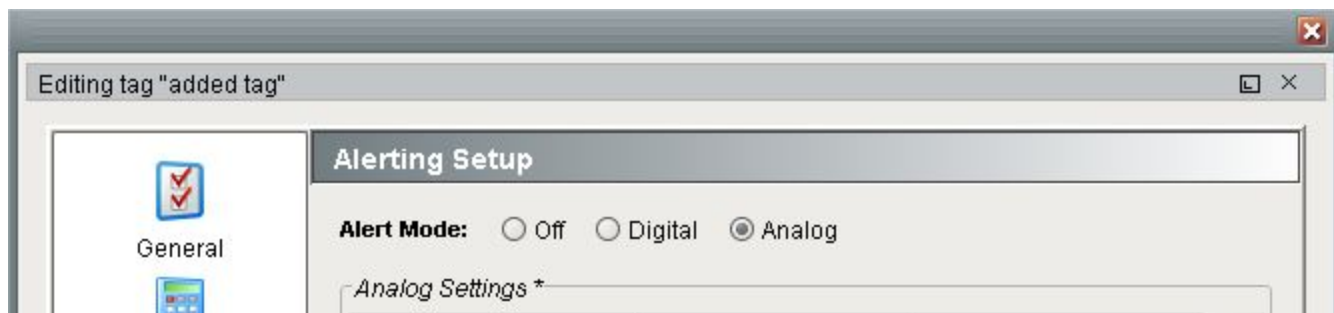 Editing tag "added tag"
Alerting Setup
Alert Mode: Off Digital Analog
General
Analog Settings *